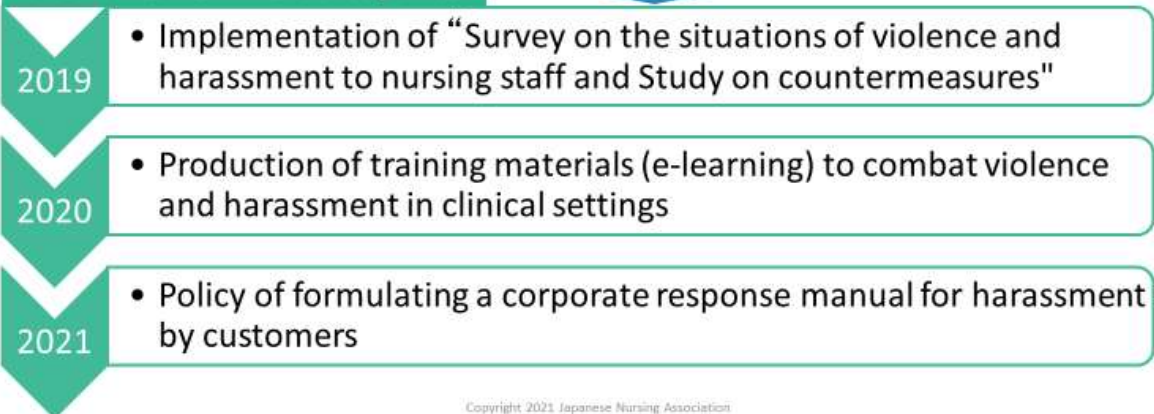 2019
• Implementation of “Survey on the situations of violence and
harassment to nursing staff and Study on countermeasures"
2020
• Production of training materials (e-learning) to combat violence
and harassment in clinical settings
2021
• Policy of formulating a corporate response manual for harassment
by customers
Copyright 2021 Japanese Nursing Association